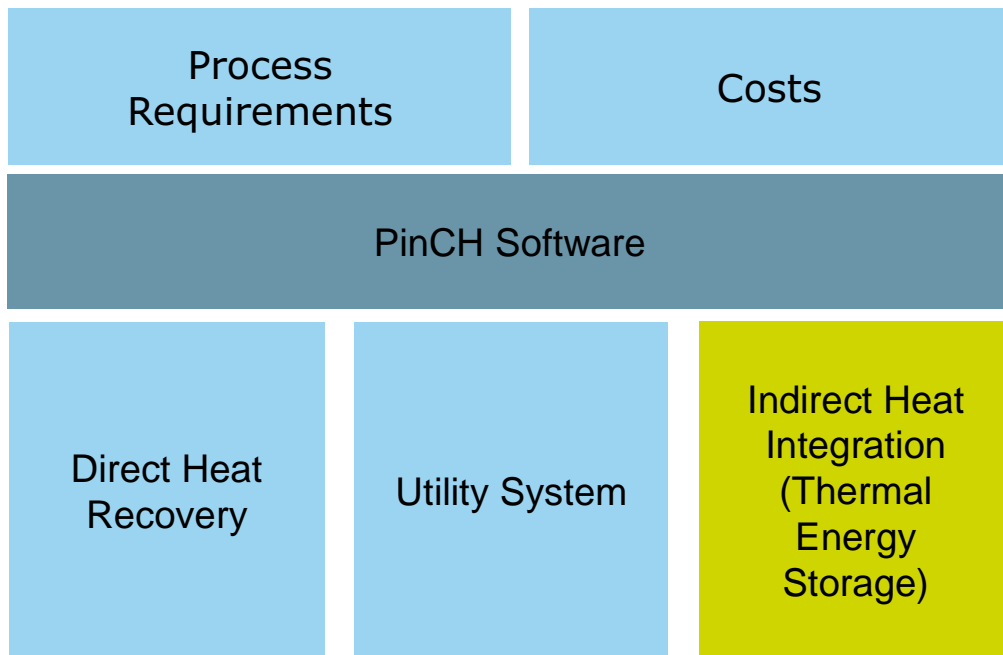 Process
Requirements
Costs
PinCH Software
Direct Heat
Recovery
Utility System
Indirect Heat
Integration
(Thermal
Energy
Storage)